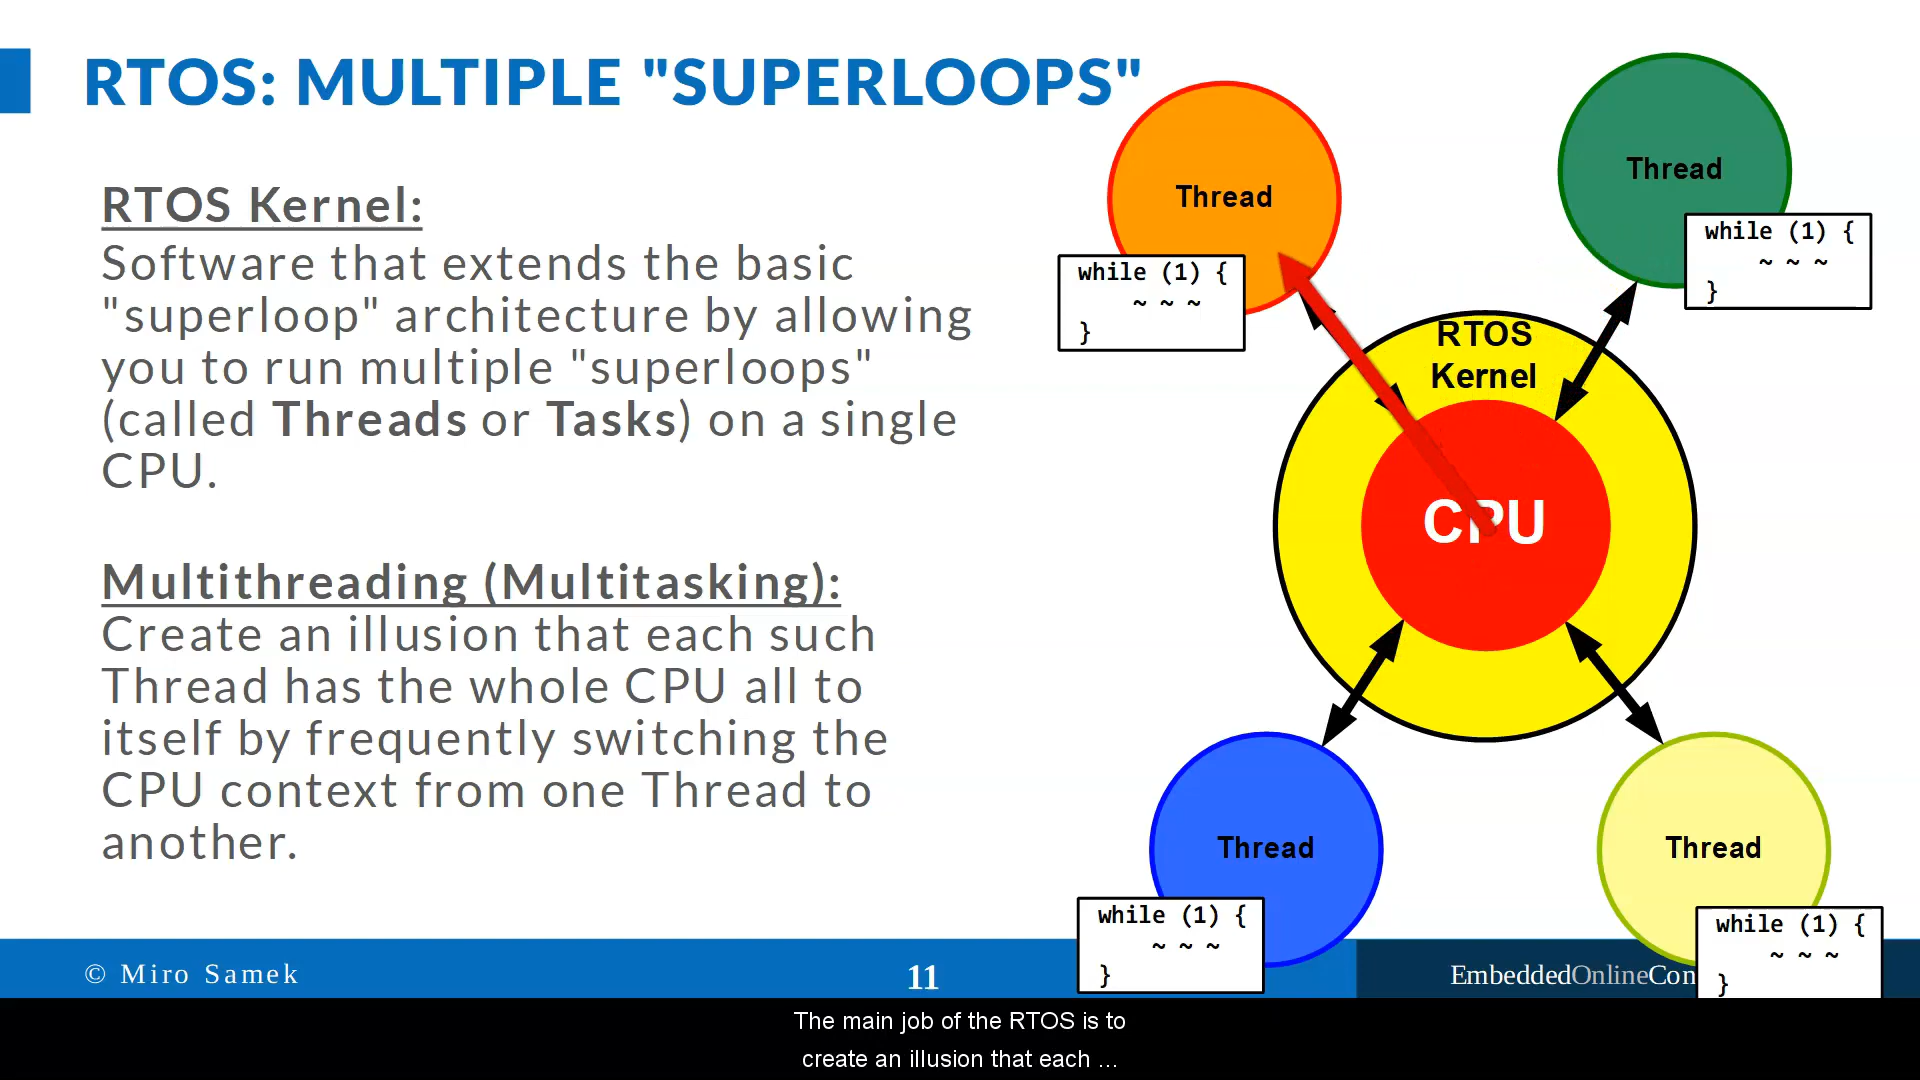 RTOS: MULTIPLE "SUPERLOOPS"
RTOS Kernel:
Software that extends the basic
"superloop" architecture by allowing
you to run multiple "superloops"
(called Threads or Tasks) on a single
CPU.
Multithreading (Multitasking):
Create an illusion that each such
Thread has the whole CPU all to
itself by frequently switching the
CPU context from one Thread to
another.
Thread
while (1) {
~ ~ ~
}
Thread
while (1) {
~ ~ ~
}
RTOS
Kernel
CPU
Thread
while (1) {
~ ~ ~
}
Thread
while (1) {
~ ~ ~
}
© Miro Samek
11
EmbeddedOnlineCon
The main job of the RTOS is to
create an illusion that each ...